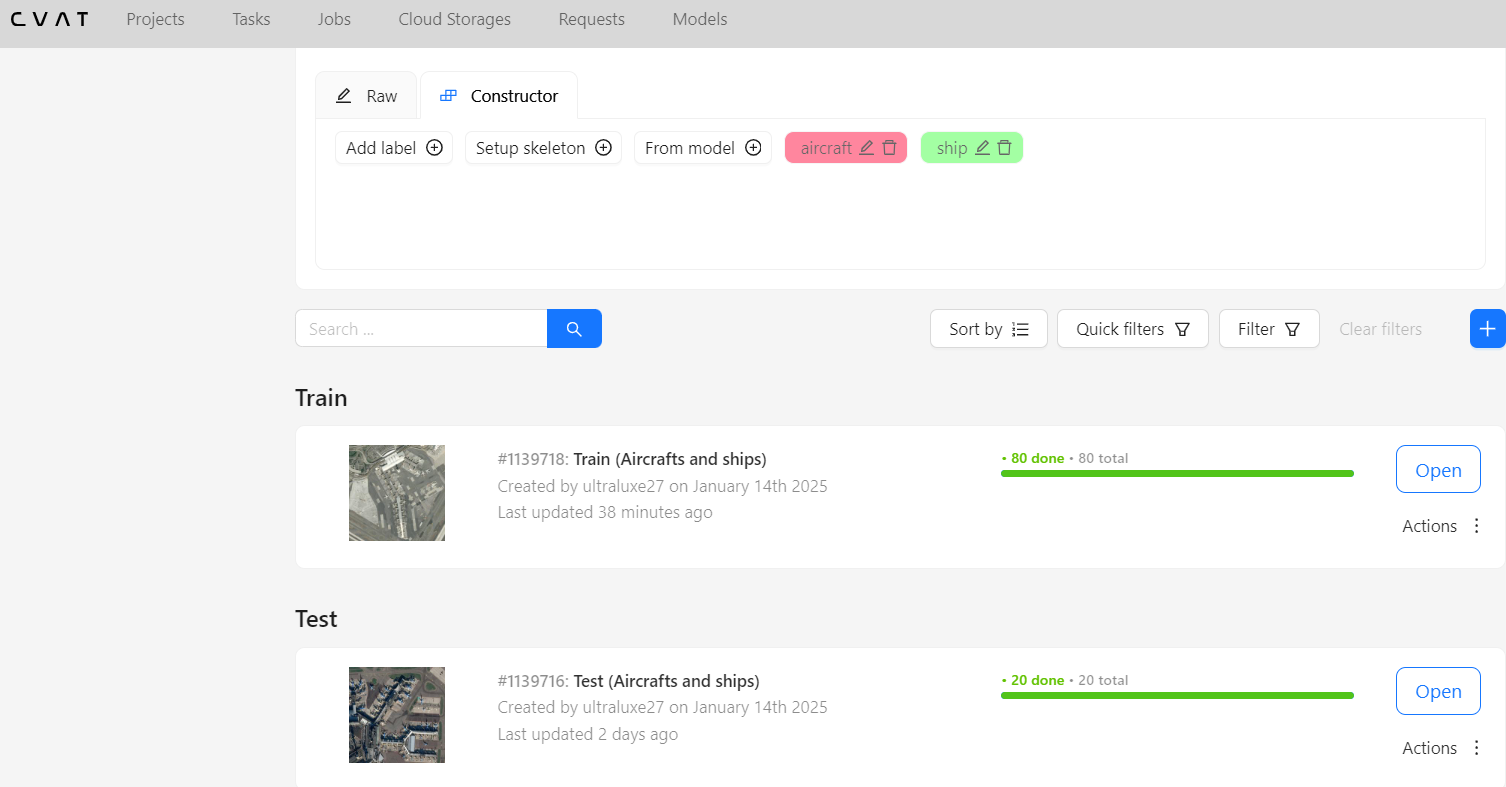 CVAT Projects Tasks Jobs Cloud Storages Requests Models
Raw Constructor
Add label Setup skeleton From model aircraft ship
Search ... Sort by Quick filters Filter Clear filters
Train
#1139718: Train (Aircrafts and ships)
• 80 done • 80 total
Created by ultraluxe27 on January 14th 2025
Last updated 38 minutes ago
Open
Actions
Test
#1139716: Test (Aircrafts and ships)
• 20 done • 20 total
Created by ultraluxe27 on January 14th 2025
Last updated 2 days ago
Open
Actions